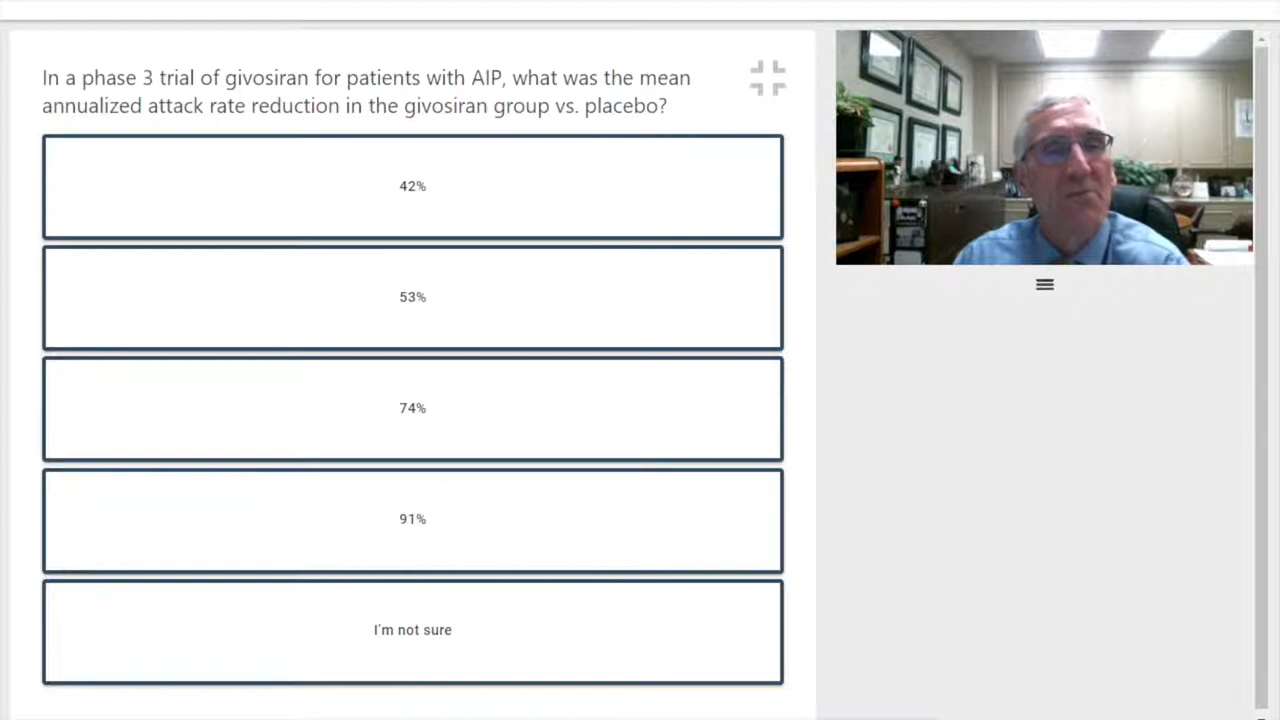 In a phase 3 trial of givosiran for patients with AIP, what was the mean
annualized attack rate reduction in the givosiran group vs. placebo?
42%
53%
74%
91%
I'm not sure